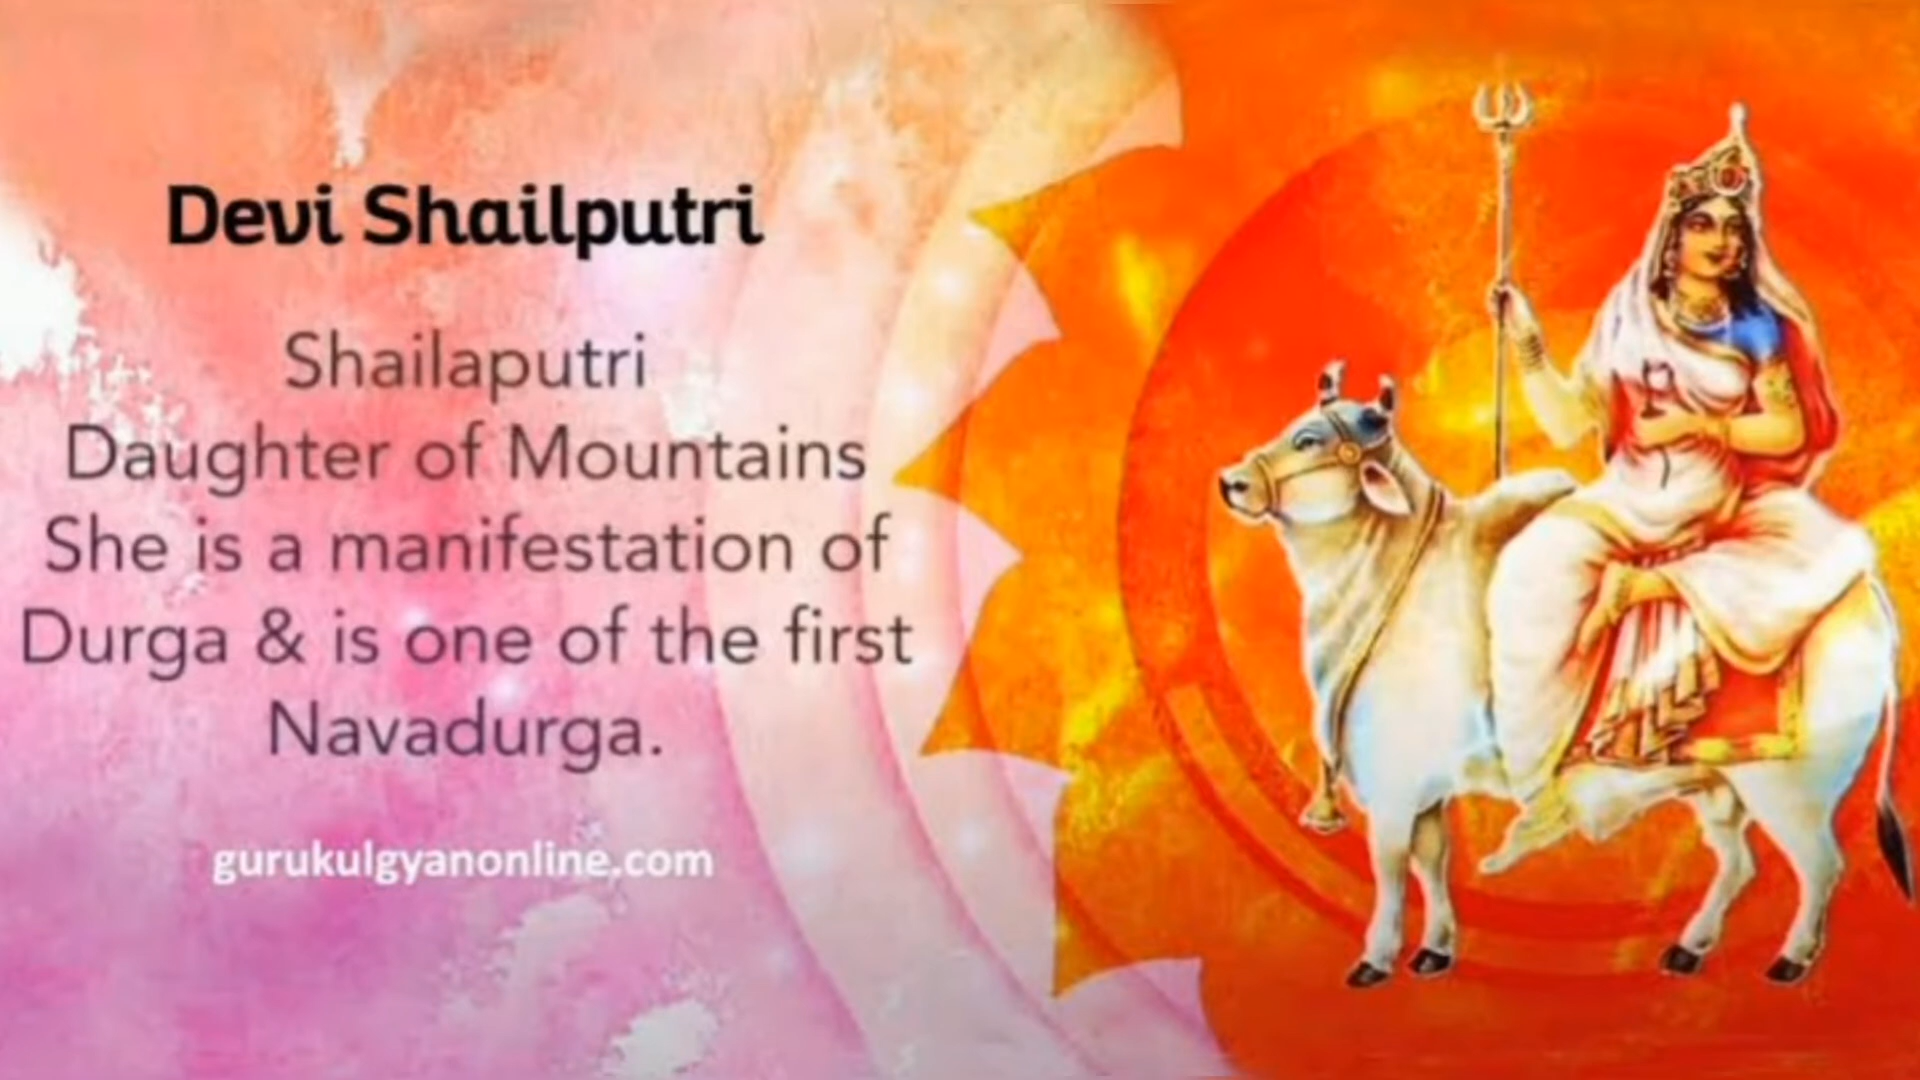 Devi Shailputri
Shailaputri
Daughter of Mountains
She is a manifestation of
Durga & is one of the first
Navadurga.
gurukulgyanonline.com